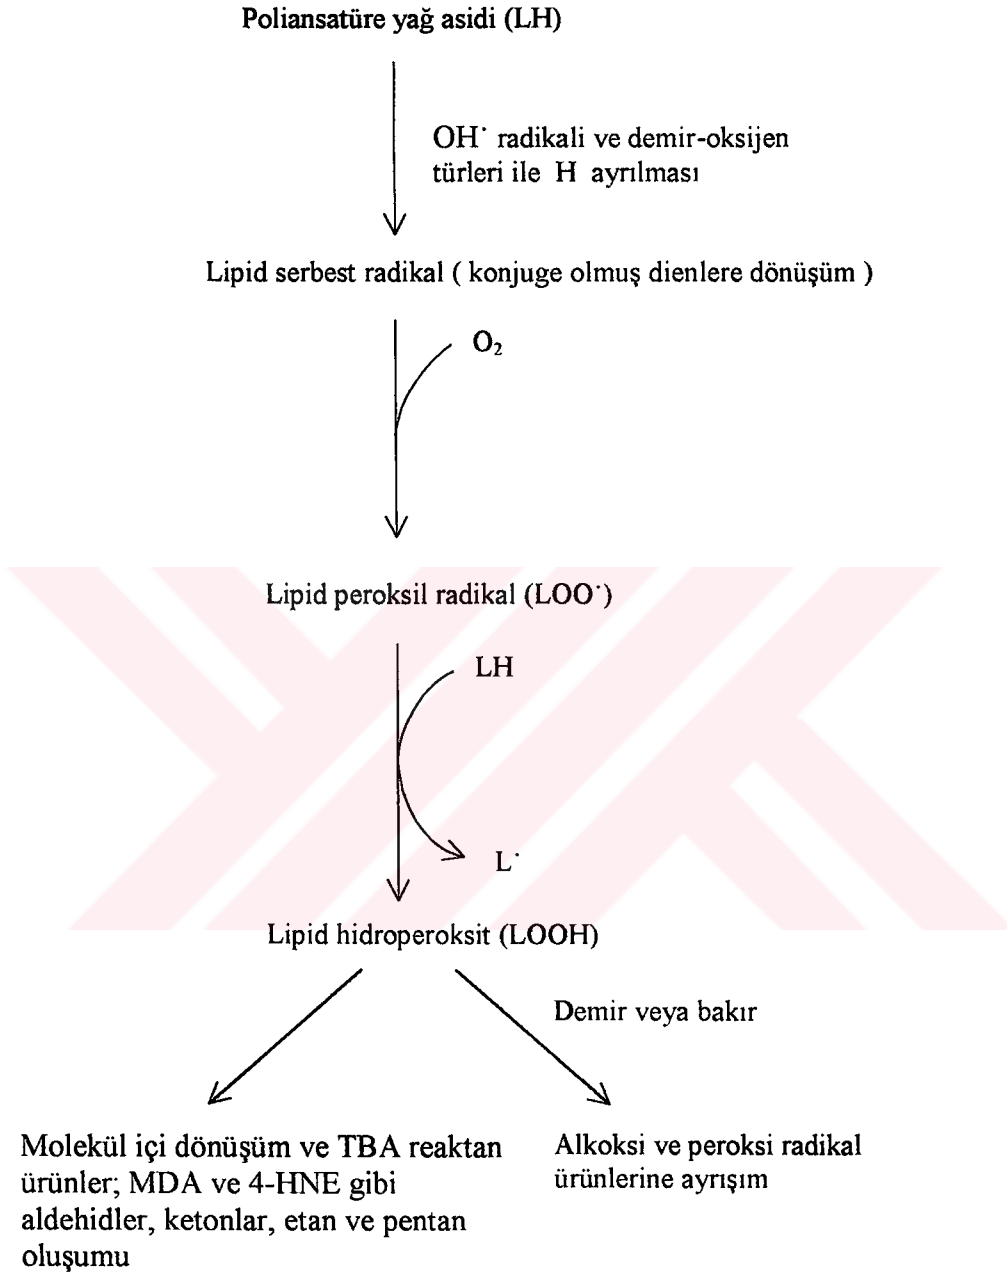 Poliansatüre yağ asidi (LH)
OH˙ radikali ve demir-oksijen
türleri ile H ayrılması
Lipid serbest radikal ( konjuge olmuş dienlere dönüşüm )
O₂
Lipid peroksil radikal (LOO˙)
LH
L˙
Lipid hidroperoksit (LOOH)
Demir veya bakır
Molekül içi dönüşüm ve TBA reaktan
ürünler; MDA ve 4-HNE gibi
aldehidler, ketonlar, etan ve pentan
oluşumu
Alkoksi ve peroksi radikal
ürünlerine ayrışım